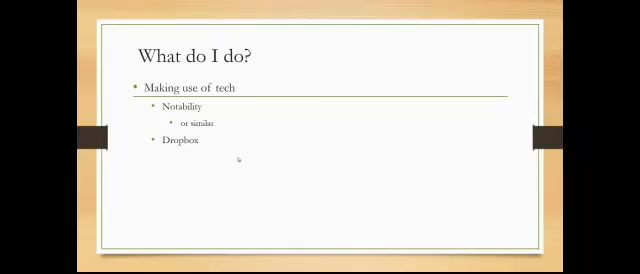 What do I do?
Making use of tech
Notability
or similar
Dropbox